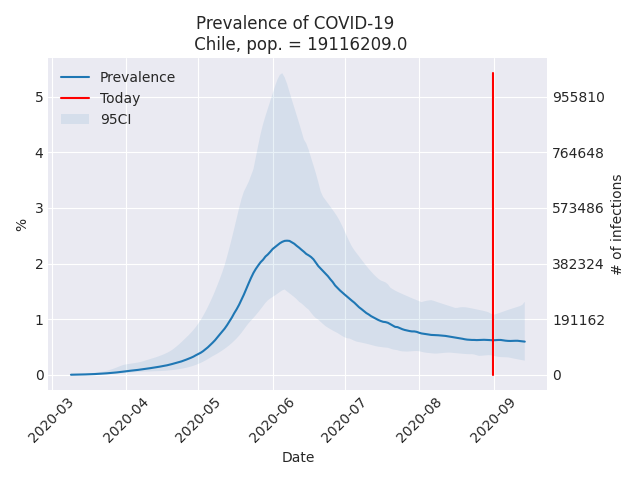 Prevalence of COVID-19
Chile, pop. = 19116209.0
Prevalence
Today
95CI
5
4
3
2
1
0
%
955810
764648
573486
382324
191162
0
# of infections
2020-03
2020-04
2020-05
2020-06
2020-07
2020-08
2020-09
Date